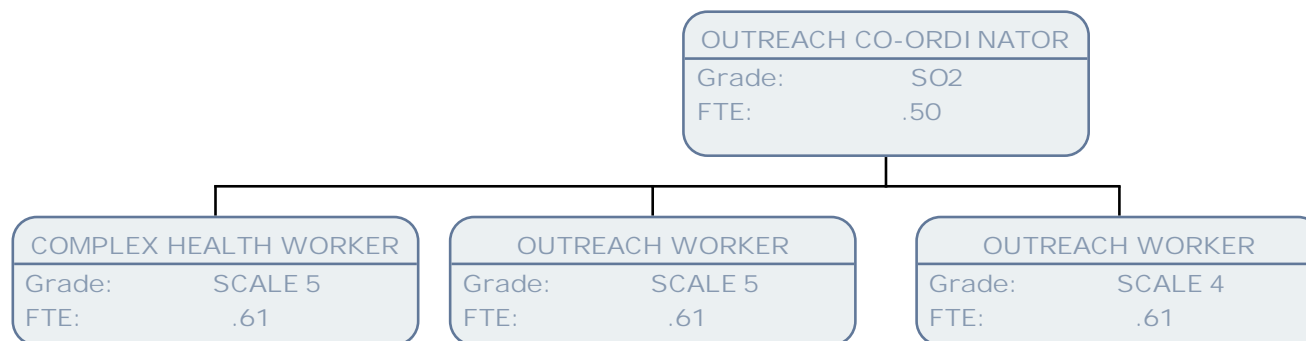 OUTREACH CO-ORDINATOR
Grade: SO2
FTE: .50
COMPLEX HEALTH WORKER
Grade: SCALE 5
FTE: .61
OUTREACH WORKER
Grade: SCALE 5
FTE: .61
OUTREACH WORKER
Grade: SCALE 4
FTE: .61